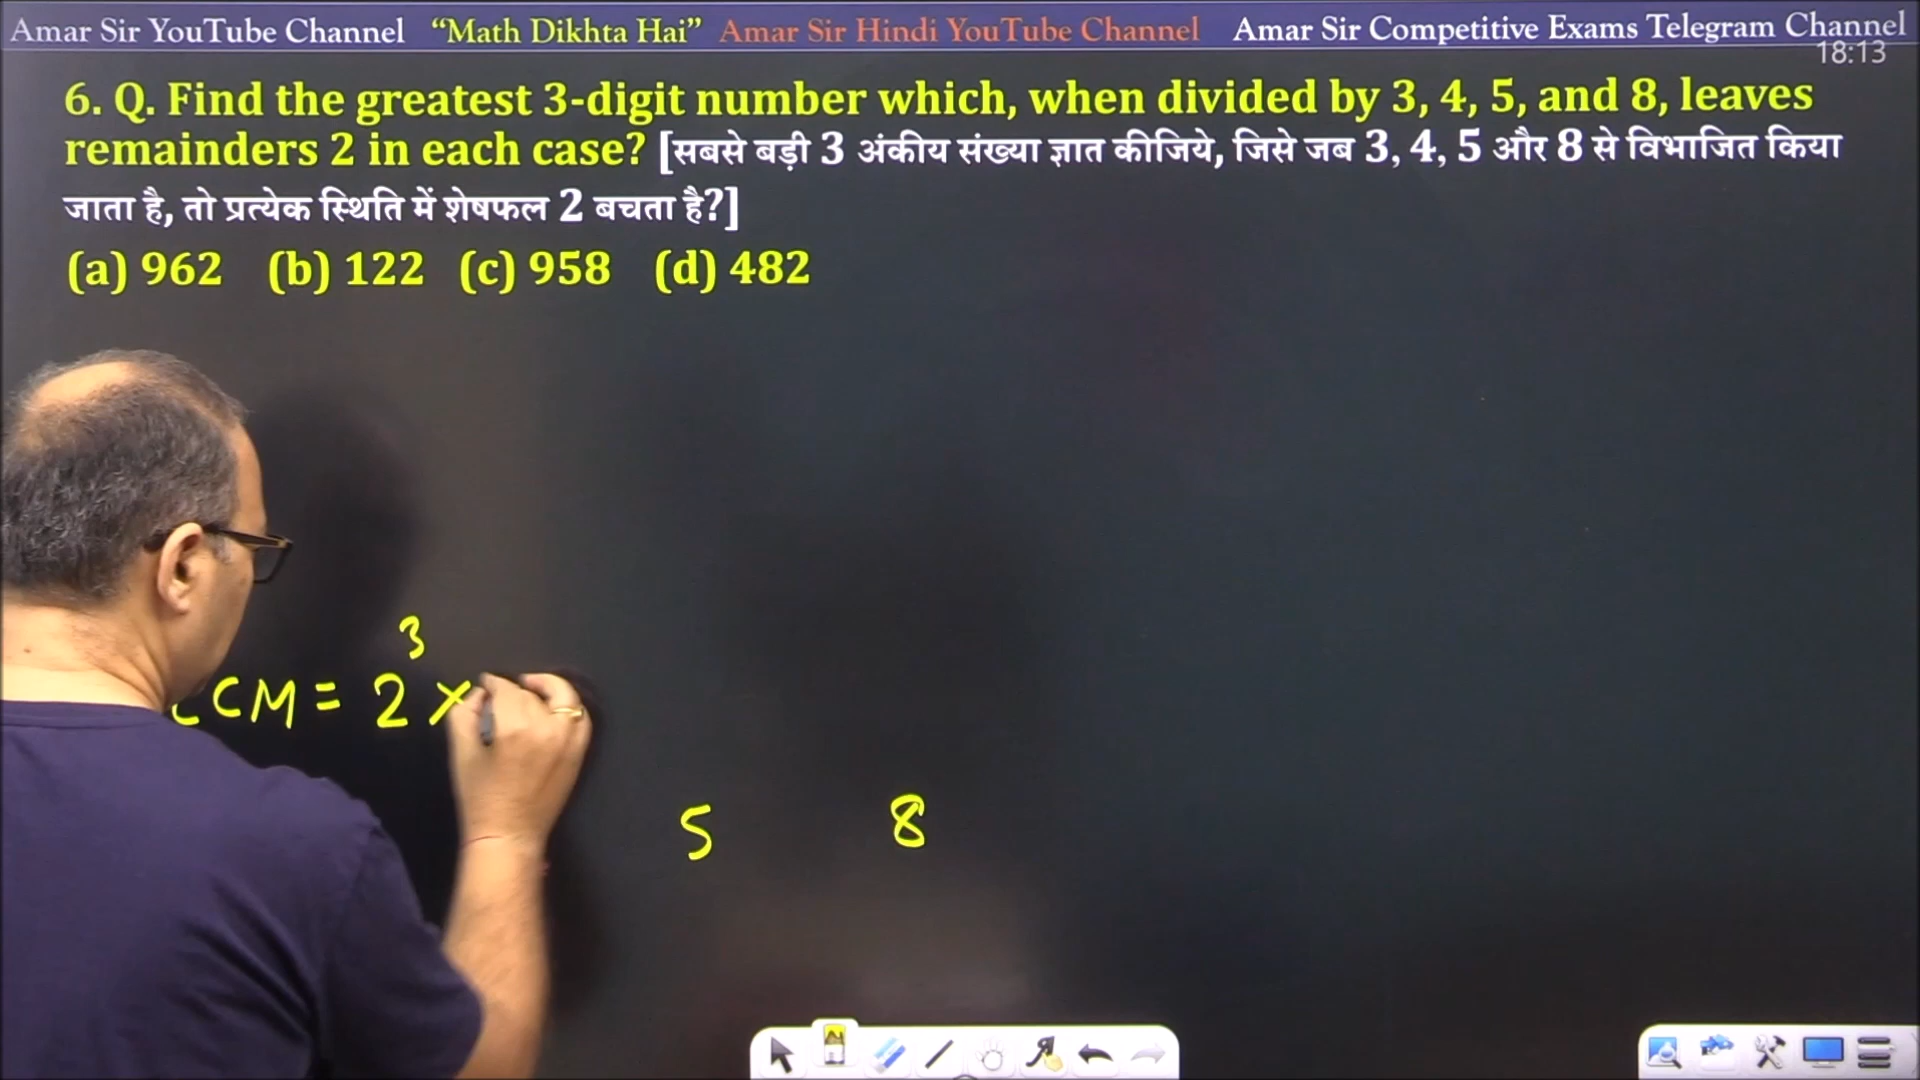 Amar Sir YouTube Channel “Math Dikhta Hai” Amar Sir Hindi YouTube Channel Amar Sir Competitive Exams Telegram Channel
18:13
6. Q. Find the greatest 3-digit number which, when divided by 3, 4, 5, and 8, leaves
remainders 2 in each case? [सबसे बड़ी 3 अंकीय संख्या ज्ञात कीजिये, जिसे जब 3, 4, 5 और 8 से विभाजित किया
जाता है, तो प्रत्येक स्थिति में शेषफल 2 बचता है?]
(a) 962 (b) 122 (c) 958 (d) 482
LCM = 2³ ×
5 8